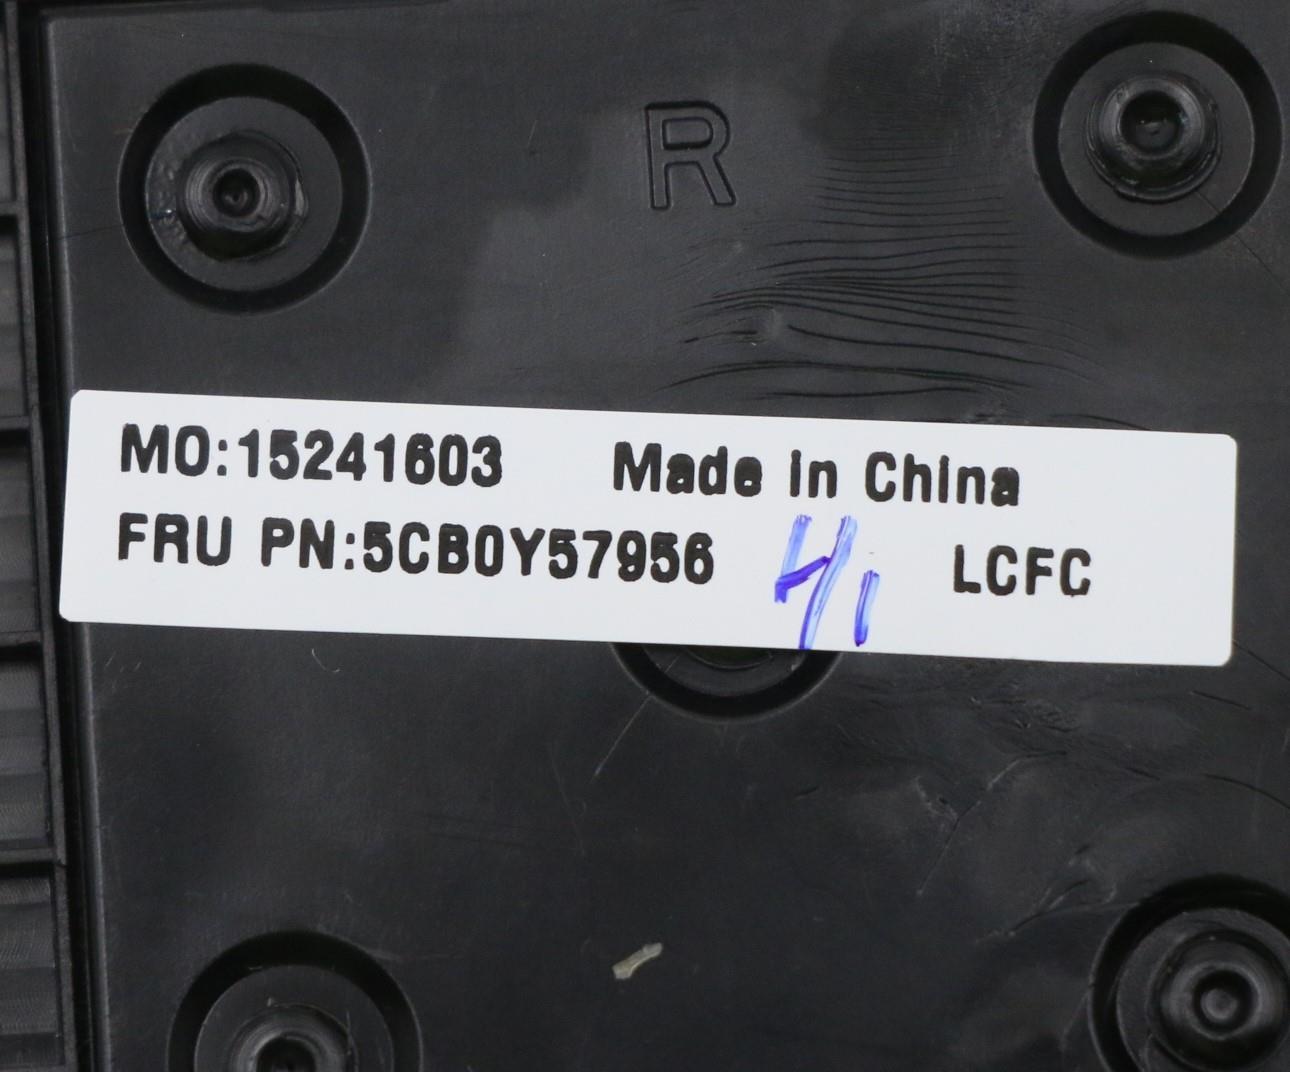 R
MO:15241603 Made in China
FRU PN:5CB0Y57956 LCFC